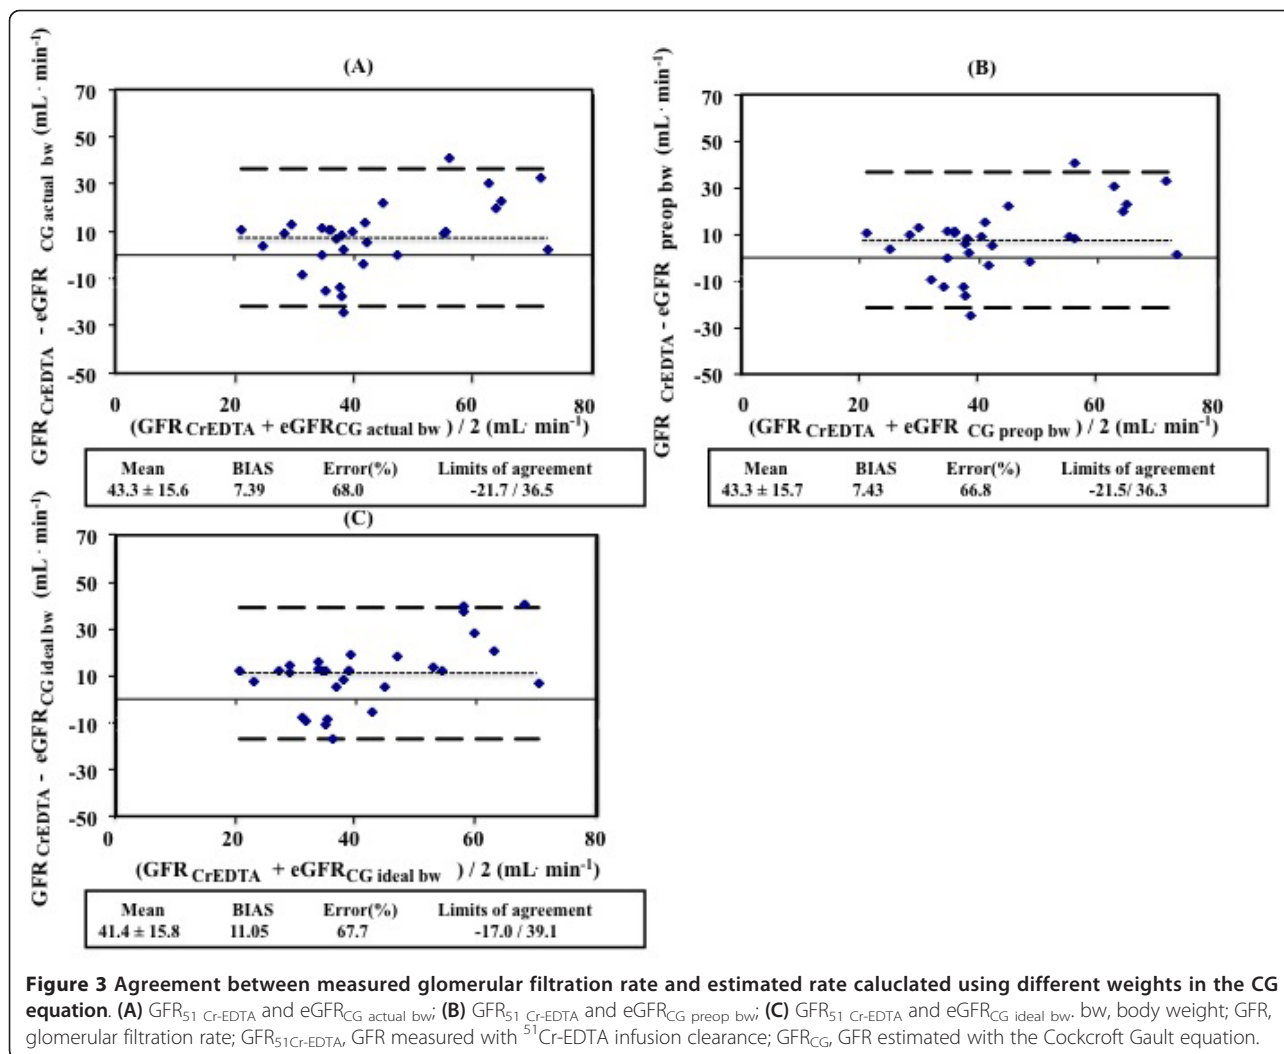 (A)
GFR CrEDTA - eGFR CG actual bw (mL · min-1)
70
50
30
10
-10
-30
-50
0 20 40 60 80
(GFR CrEDTA + eGFR CG actual bw ) / 2 (mL· min-1)
Mean BIAS Error(%) Limits of agreement
43.3 ± 15.6 7.39 68.0 -21.7 / 36.5
(B)
GFR CrEDTA - eGFR preop bw (mL · min-1)
70
50
30
10
-10
-30
-50
0 20 40 60 80
(GFR CrEDTA + eGFR CG preop bw ) / 2 (mL· min-1)
Mean BIAS Error(%) Limits of agreement
43.3 ± 15.7 7.43 66.8 -21.5/ 36.3
(C)
GFR CrEDTA - eGFR CG ideal bw (mL · min-1)
70
50
30
10
-10
-30
-50
0 20 40 60 80
(GFR CrEDTA + eGFR CG ideal bw ) / 2 (mL· min-1)
Mean BIAS Error(%) Limits of agreement
41.4 ± 15.8 11.05 67.7 -17.0 / 39.1
Figure 3 Agreement between measured glomerular filtration rate and estimated rate caluclated using different weights in the CG
equation. (A) GFR51 Cr-EDTA and eGFRCG actual bw; (B) GFR51 Cr-EDTA and eGFRCG preop bw; (C) GFR51 Cr-EDTA and eGFRCG ideal bw. bw, body weight; GFR,
glomerular filtration rate; GFR51Cr-EDTA, GFR measured with 51Cr-EDTA infusion clearance; GFRCG, GFR estimated with the Cockcroft Gault equation.